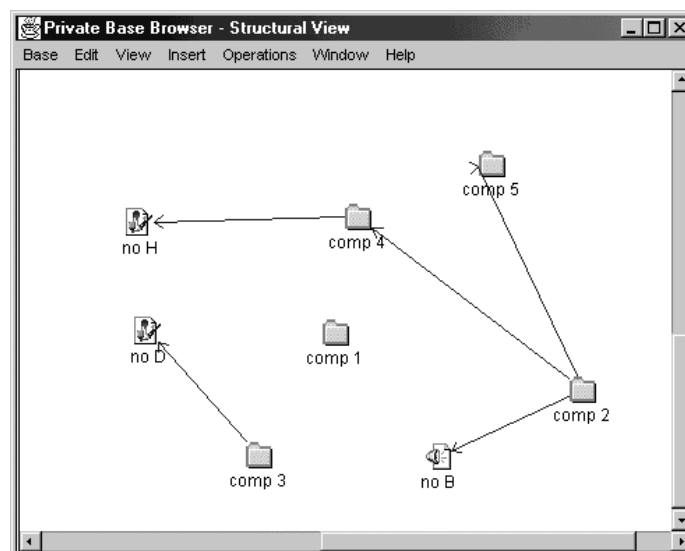 Private Base Browser - Structural View
Base Edit View Insert Operations Window Help
comp 5
no H
comp 4
no D
comp 1
comp 2
comp 3
no B